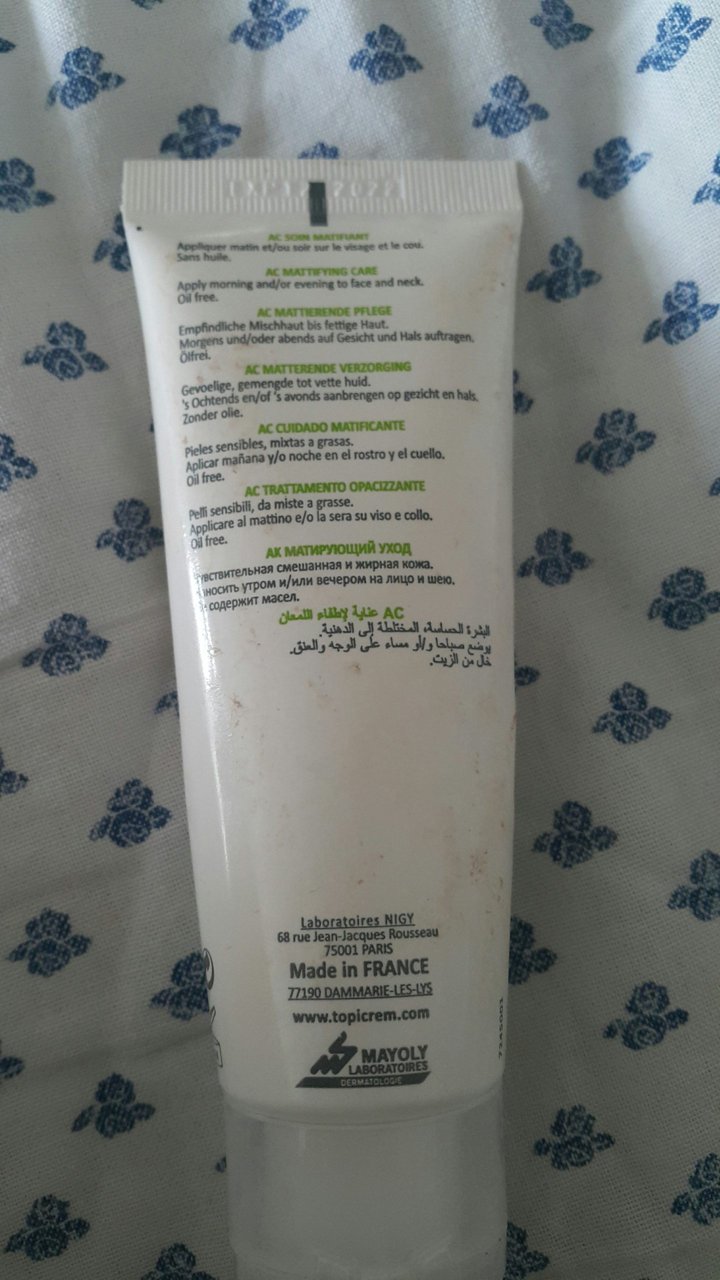 EXP 12 2022
AC SOIN MATIFIANT
Appliquer matin et/ou soir sur le visage et le cou.
Sans huile.
AC MATTIFYING CARE
Apply morning and/or evening to face and neck.
Oil free.
AC MATTIERENDE PFLEGE
Empfindliche Mischhaut bis fettige Haut.
Morgens und/oder abends auf Gesicht und Hals auftragen.
Ölfrei.
AC MATTERENDE VERZORGING
Gevoelige, gemengde tot vette huid.
's Ochtends en/of 's avonds aanbrengen op gezicht en hals.
Zonder olie.
AC CUIDADO MATIFICANTE
Pieles sensibles, mixtas a grasas.
Aplicar mañana y/o noche en el rostro y el cuello.
Oil free.
AC TRATTAMENTO OPACIZZANTE
Pelli sensibili, da miste a grasse.
Applicare al mattino e/o la sera su viso e collo.
Oil free.
АК МАТИРУЮЩИЙ УХОД
смешанная и жирная кожа.
утром и/или вечером на лицо и шею.
содержит масел.
AC عناية لإطفاء اللمعان
البشرة الحساسة، المختلطة إلى الدهنية.
يوضع صباحا و/أو مساء على الوجه والعنق.
خال من الزيت.
Laboratoires NIGY
68 rue Jean-Jacques Rousseau
75001 PARIS
Made in FRANCE
77190 DAMMARIE-LES-LYS
www.topicrem.com
MAYOLY
LABORATOIRES
DERMATOLOGIE